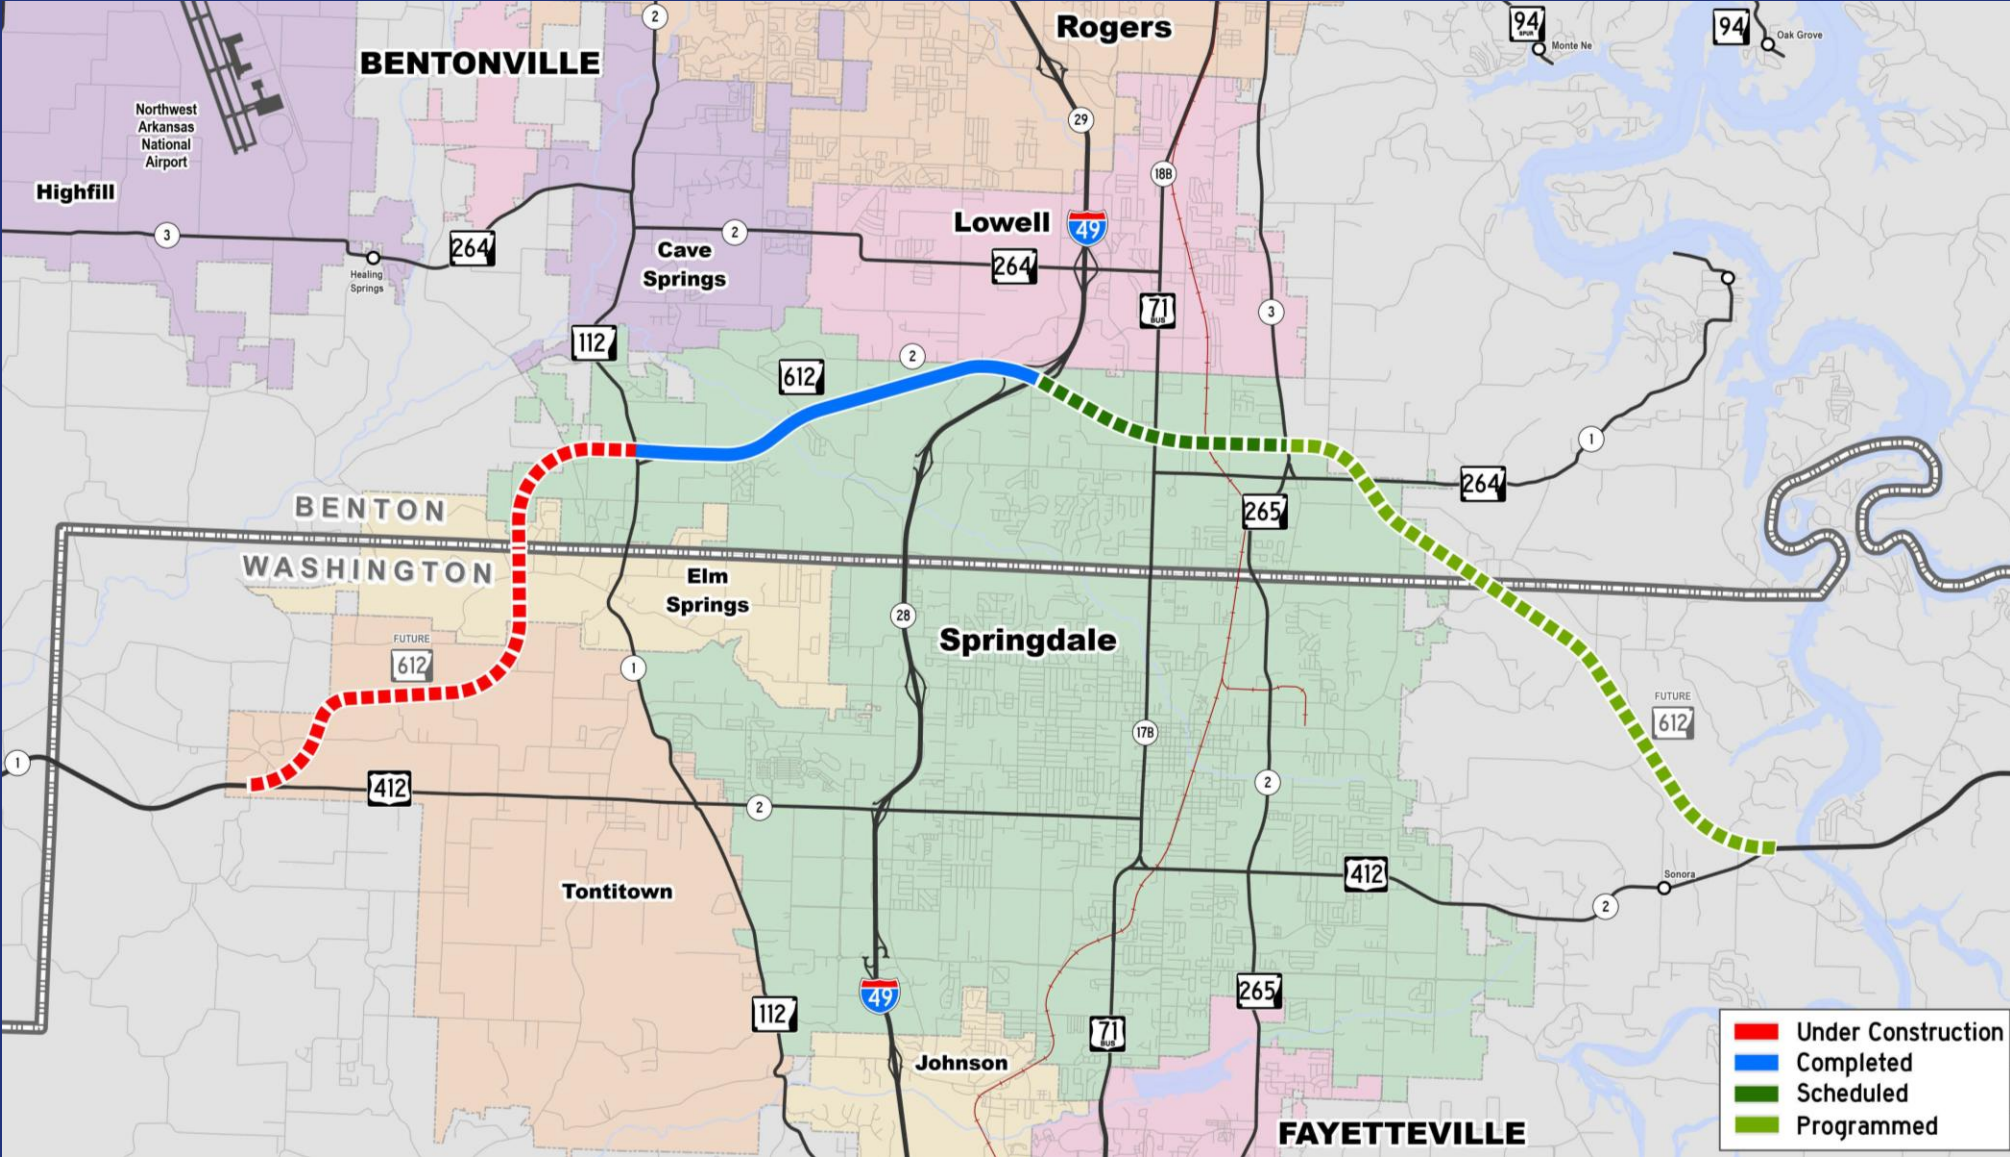 2
94
SPUR
94
Oak Grove
Monte Ne
Rogers
BENTONVILLE
Northwest
Arkansas
National
Airport
29
18B
Highfill
Lowell
49
3
2
264
Cave
Springs
264
Healing
Springs
71
BUS
3
112
2
612
1
264
265
BENTON
WASHINGTON
Elm
Springs
28
Springdale
FUTURE
612
1
FUTURE
612
17B
1
412
2
2
412
Sonora
2
Tontitown
49
265
112
71
BUS
Johnson
FAYETTEVILLE
Under Construction
Completed
Scheduled
Programmed